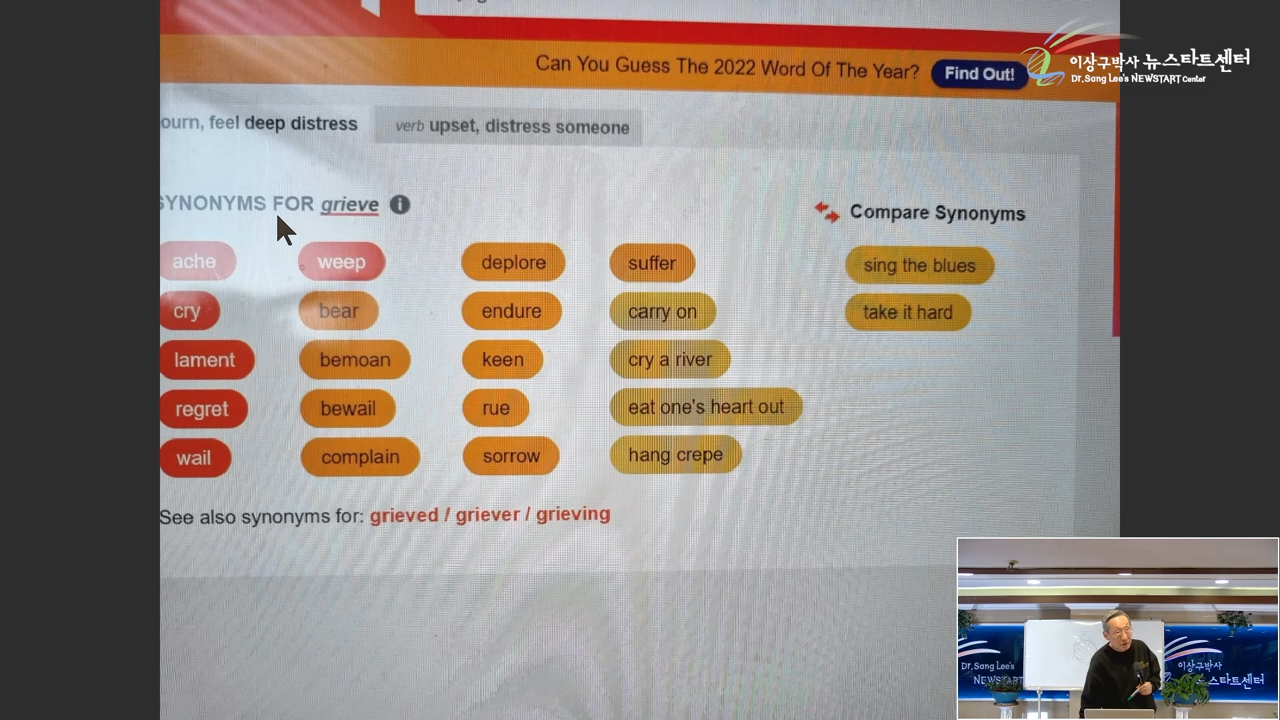 Can You Guess The 2022 Word Of The Year? Find Out!
이상구박사 뉴스타트센터
Dr. Sang Lee's NEWSTART Center
ourn, feel deep distress
verb upset, distress someone
SYNONYMS FOR grieve
Compare Synonyms
ache weep deplore suffer sing the blues
cry bear endure carry on take it hard
lament bemoan keen cry a river
regret bewail rue eat one's heart out
wail complain sorrow hang crepe
See also synonyms for: grieved / griever / grieving
Dr. Sang Lee's
NEWSTART
이상구박사
뉴스타트센터